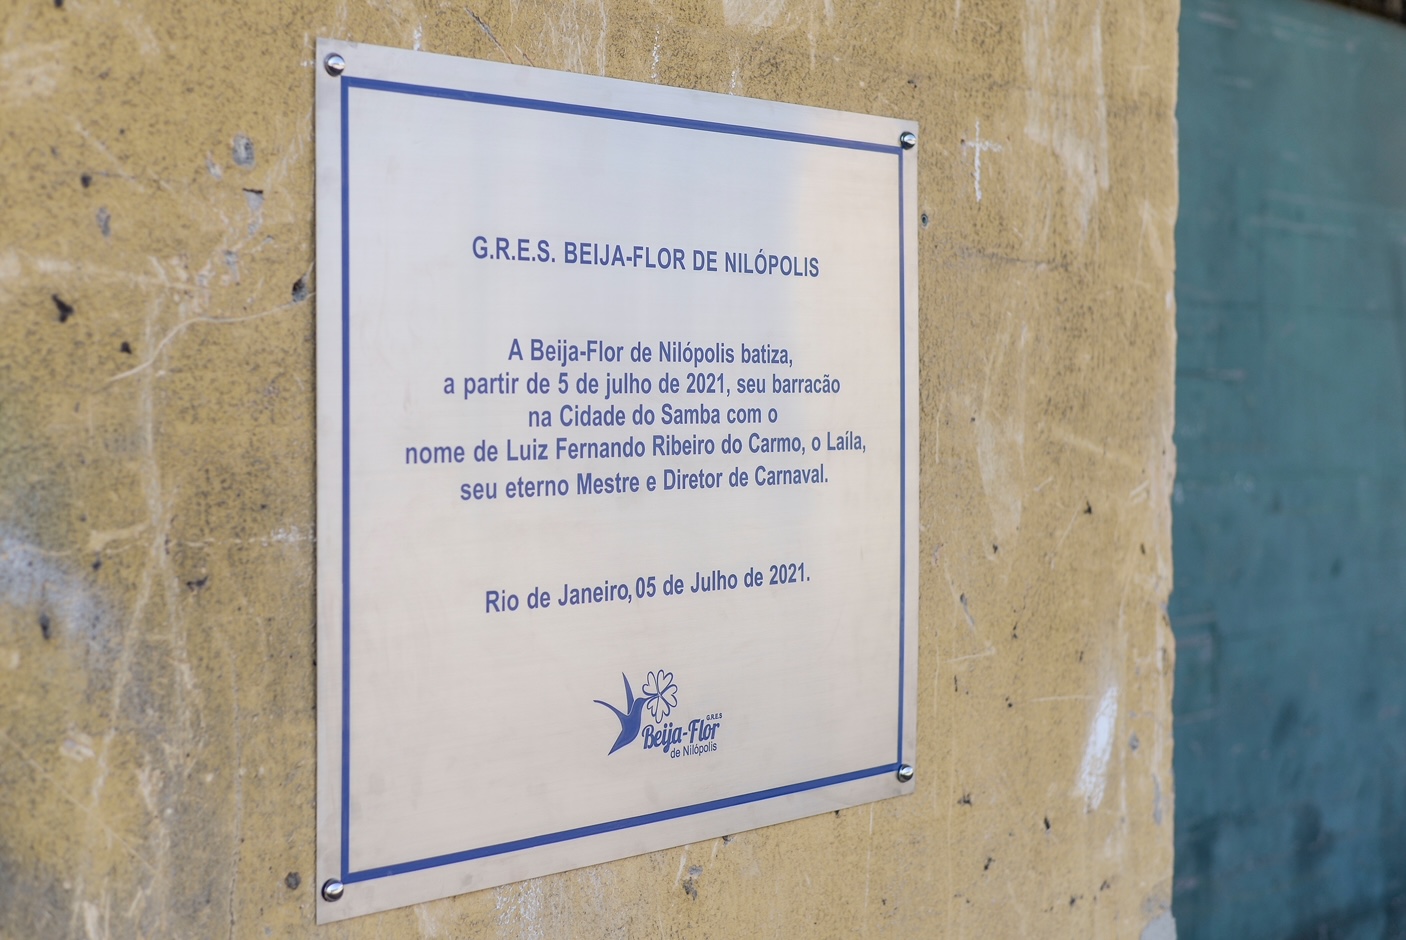 G.R.E.S. BEIJA-FLOR DE NILÓPOLIS
A Beija-Flor de Nilópolis batiza,
a partir de 5 de julho de 2021, seu barracão
na Cidade do Samba com o
nome de Luiz Fernando Ribeiro do Carmo, o Laíla,
seu eterno Mestre e Diretor de Carnaval.
Rio de Janeiro, 05 de Julho de 2021.
G.R.E.S
Beija-Flor
de Nilópolis